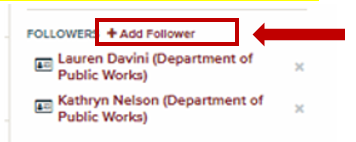 FOLLOWERS + Add Follower
Lauren Davini (Department of
Public Works)
Kathryn Nelson (Department of
Public Works)